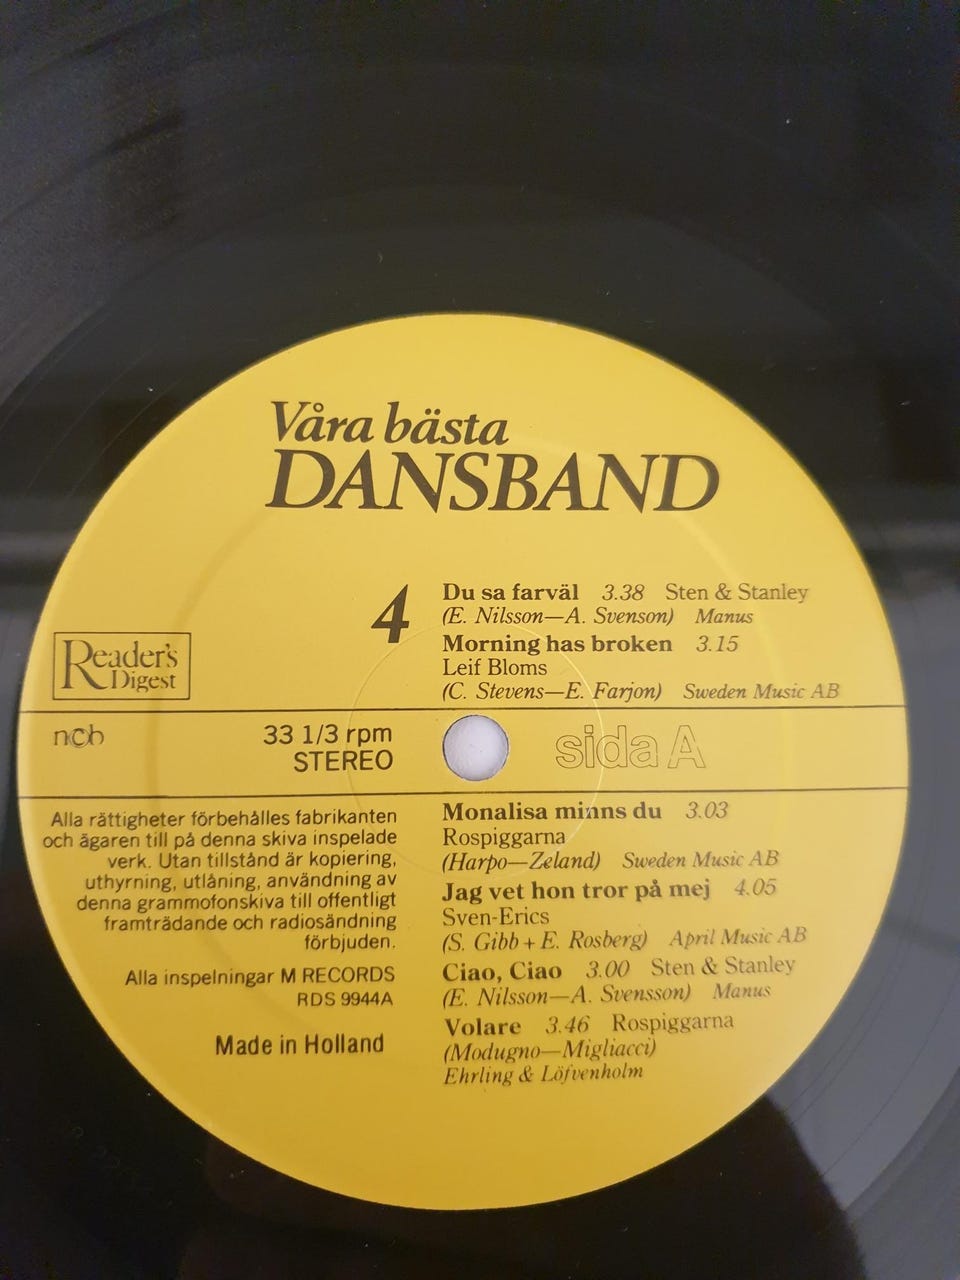 Våra bästa
DANSBAND
4
Du sa farväl 3.38 Sten & Stanley
(E. Nilsson—A. Svenson) Manus
Morning has broken 3.15
Leif Bloms
(C. Stevens—E. Farjon) Sweden Music AB
Reader's
Digest
ncb
33 1/3 rpm
STEREO
sida A
Alla rättigheter förbehålles fabrikanten
och ägaren till på denna skiva inspelade
verk. Utan tillstånd är kopiering,
uthyrning, utlåning, användning av
denna grammofonskiva till offentligt
framträdande och radiosändning
förbjuden.
Alla inspelningar M RECORDS
RDS 9944A
Made in Holland
Monalisa minns du 3.03
Rospiggarna
(Harpo—Zeland) Sweden Music AB
Jag vet hon tror på mej 4.05
Sven-Erics
(S. Gibb + E. Rosberg) April Music AB
Ciao, Ciao 3.00 Sten & Stanley
(E. Nilsson—A. Svensson) Manus
Volare 3.46 Rospiggarna
(Modugno—Migliacci)
Ehrling & Löfvenholm